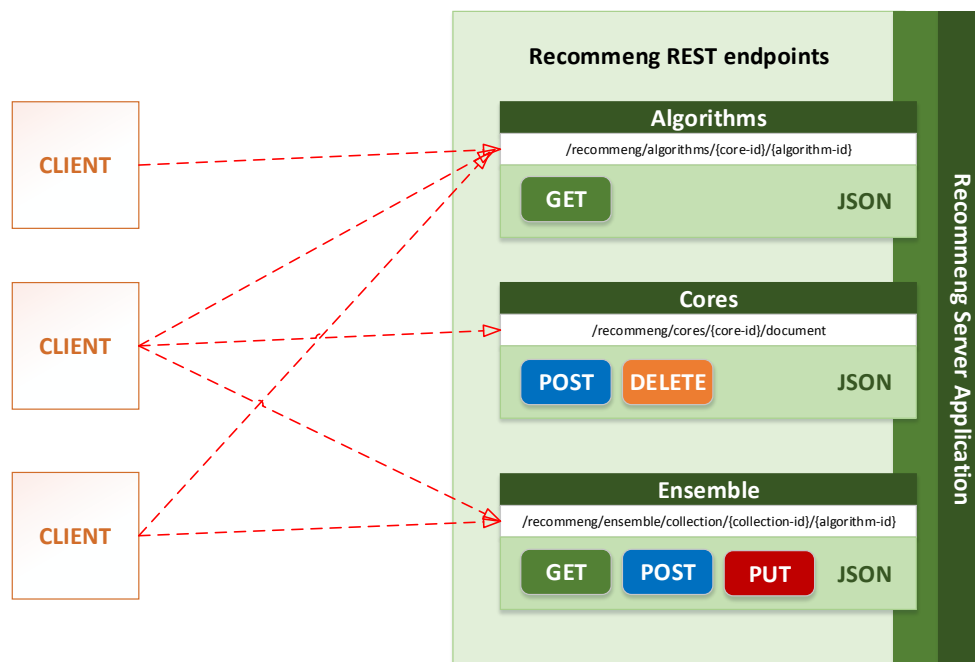 Recommeng REST endpoints
CLIENT
CLIENT
CLIENT
Algorithms
/recommeng/algorithms/{core-id}/{algorithm-id}
GET
JSON
Cores
/recommeng/cores/{core-id}/document
POST
DELETE
JSON
Ensemble
/recommeng/ensemble/collection/{collection-id}/{algorithm-id}
GET
POST
PUT
JSON
Recommeng Server Application